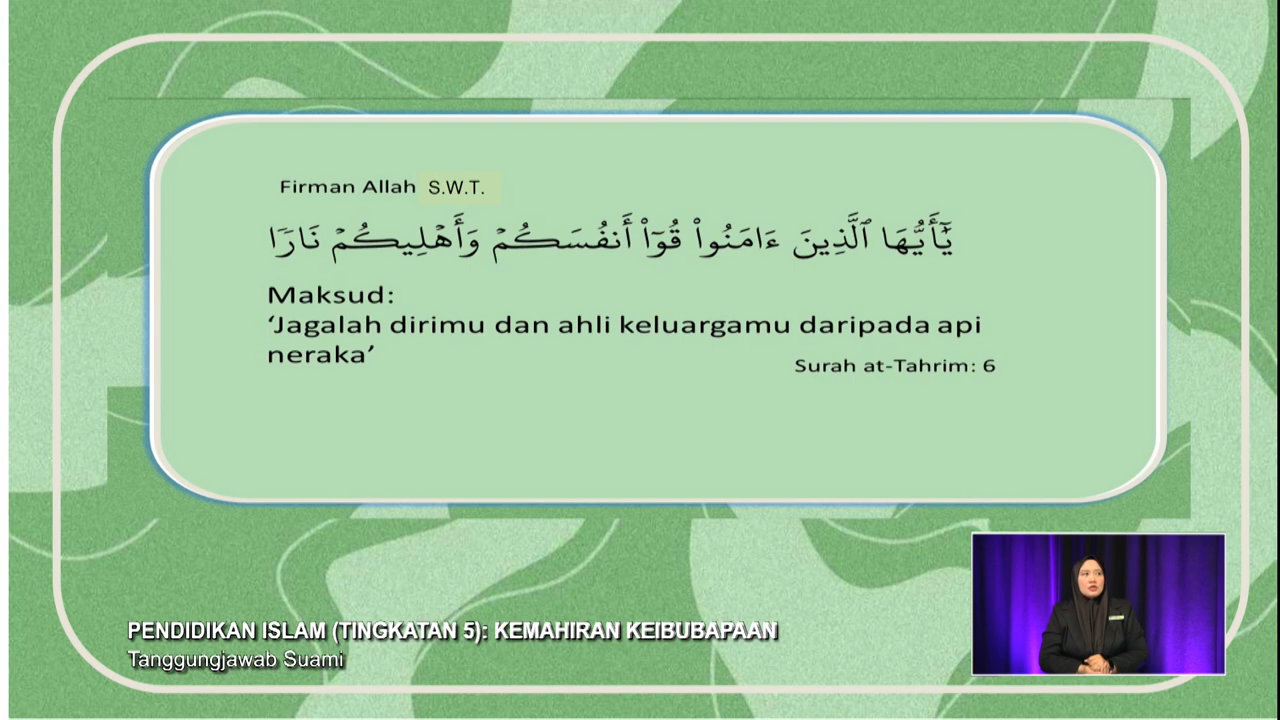 Firman Allah S.W.T.
يَٰٓأَيُّهَا ٱلَّذِينَ ءَامَنُوا۟ قُوٓا۟ أَنفُسَكُمْ وَأَهْلِيكُمْ نَارًا
Maksud:
‘Jagalah dirimu dan ahli keluargamu daripada api
neraka’
Surah at-Tahrim: 6
PENDIDIKAN ISLAM (TINGKATAN 5): KEMAHIRAN KEIBUBAPAAN
Tanggungjawab Suami